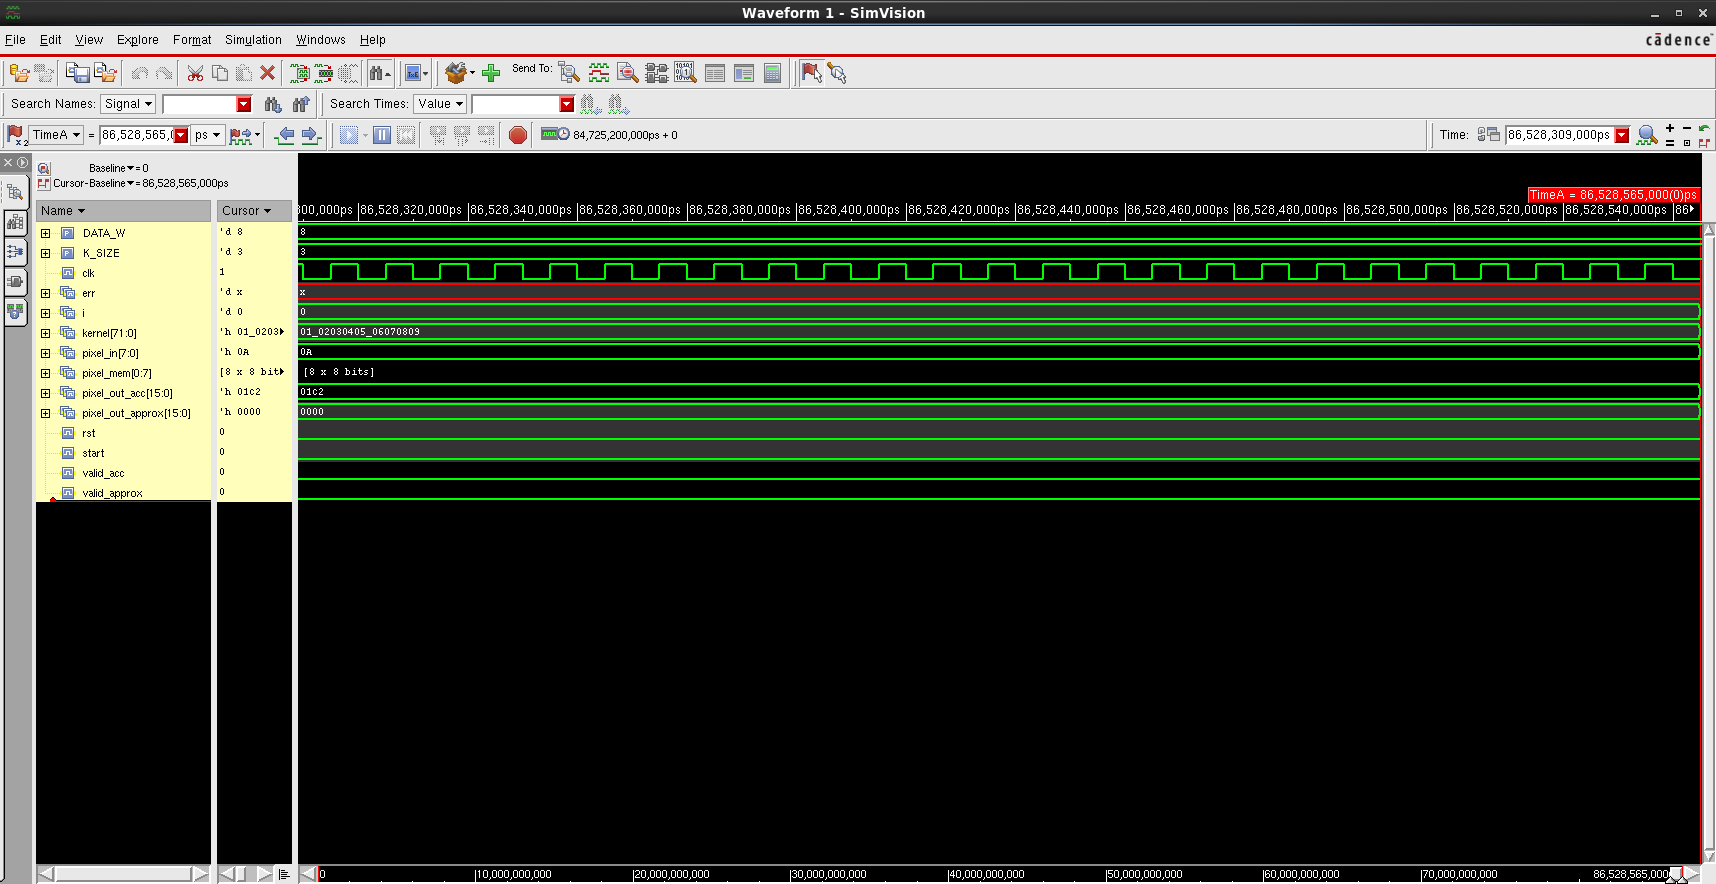 Waveform 1 - SimVision
File Edit View Explore Format Simulation Windows Help
cādence
Send To:
Search Names: Signal Search Times: Value
TimeA = 86,528,565,0 ps 84,725,200,000ps + 0 Time: 86,528,309,000ps
Baseline = 0
Cursor-Baseline = 86,528,565,000ps
TimeA = 86,528,565,000(0)ps
Name Cursor 300,000ps 86,528,320,000ps 86,528,340,000ps 86,528,360,000ps 86,528,380,000ps 86,528,400,000ps 86,528,420,000ps 86,528,440,000ps 86,528,460,000ps 86,528,480,000ps 86,528,500,000ps 86,528,520,000ps 86,528,540,000ps 86
DATA_W 'd 8 8
K_SIZE 'd 3 3
clk 1
err 'd x x
i 'd 0 0
kernel[71:0] 'h 01_0203 01_02030405_06070809
pixel_in[7:0] 'h 0A 0A
pixel_mem[0:7] [8 x 8 bit [8 x 8 bits]
pixel_out_acc[15:0] 'h 01c2 01c2
pixel_out_approx[15:0] 'h 0000 0000
rst 0
start 0
valid_acc 0
valid_approx 0
0 10,000,000,000 20,000,000,000 30,000,000,000 40,000,000,000 50,000,000,000 60,000,000,000 70,000,000,000 86,528,565,000